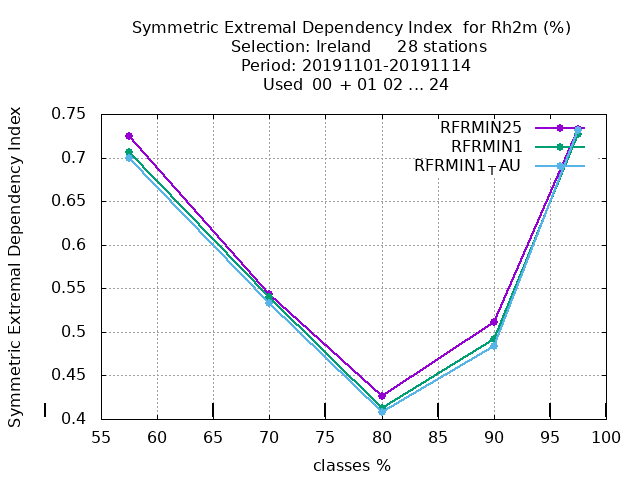 Symmetric Extremal Dependency Index  for Rh2m (%)
Selection: Ireland     28 stations
Period: 20191101-20191114
Used  00  + 01 02 ... 24
Symmetric Extremal Dependency Index
0.75
0.7
0.65
0.6
0.55
0.5
0.45
0.4
RFRMIN25
RFRMIN1
RFRMIN1TAU
55 60 65 70 75 80 85 90 95 100
classes %